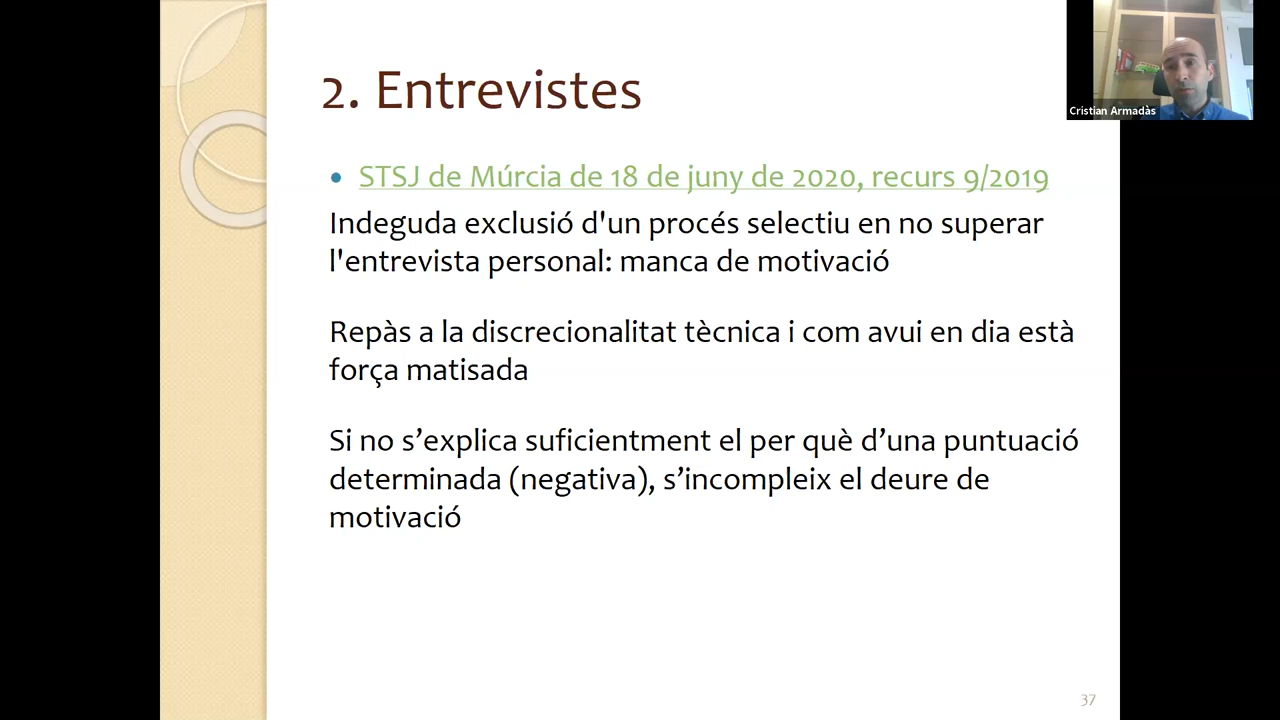 2. Entrevistes
Cristian Armadàs
STSJ de Múrcia de 18 de juny de 2020, recurs 9/2019
Indeguda exclusió d'un procés selectiu en no superar
l'entrevista personal: manca de motivació
Repàs a la discrecionalitat tècnica i com avui en dia està
força matisada
Si no s’explica suficientment el per què d’una puntuació
determinada (negativa), s’incompleix el deure de
motivació
37